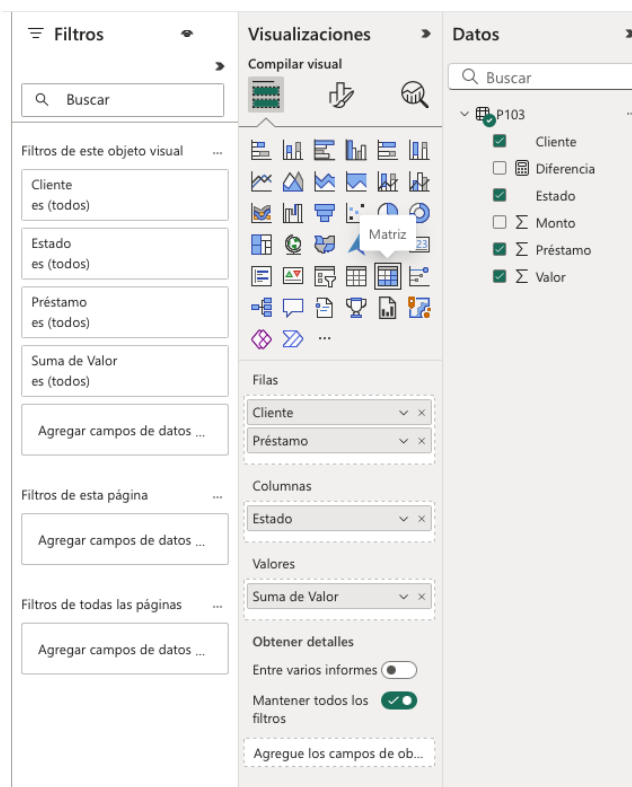 Filtros
Buscar
Filtros de este objeto visual ...
Cliente
es (todos)
Estado
es (todos)
Préstamo
es (todos)
Suma de Valor
es (todos)
Agregar campos de datos ...
Filtros de esta página ...
Agregar campos de datos ...
Filtros de todas las páginas ...
Agregar campos de datos ...
Visualizaciones
Compilar visual
Matriz
123
...
Filas
Cliente
Préstamo
Columnas
Estado
Valores
Suma de Valor
Obtener detalles
Entre varios informes
Mantener todos los
filtros
Agregue los campos de ob...
Datos
Buscar
P103
Cliente
Diferencia
Estado
Monto
Préstamo
Valor